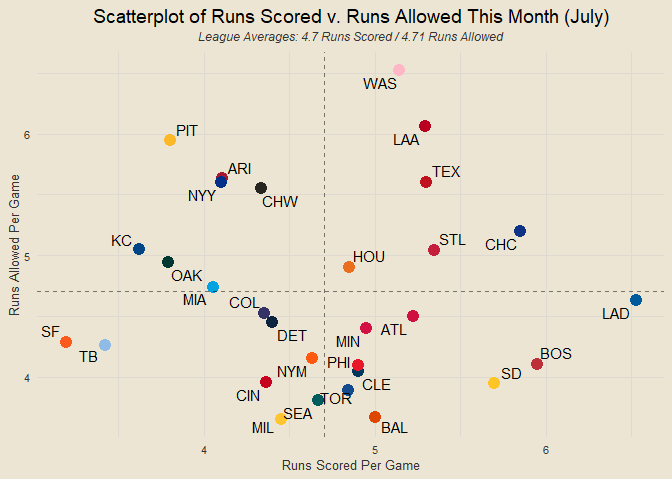 Scatterplot of Runs Scored v. Runs Allowed This Month (July)
League Averages: 4.7 Runs Scored / 4.71 Runs Allowed
WAS
LAA
6
PIT
ARI
TEX
NYY
CHW
KC
STL
CHC
5
HOU
OAK
MIA
COL
LAD
SF
DET
MIN
ATL
TB
BOS
NYM
PHI
SD
4
CIN
TOR
CLE
MIL
SEA
BAL
4
5
6
Runs Scored Per Game
Runs Allowed Per Game